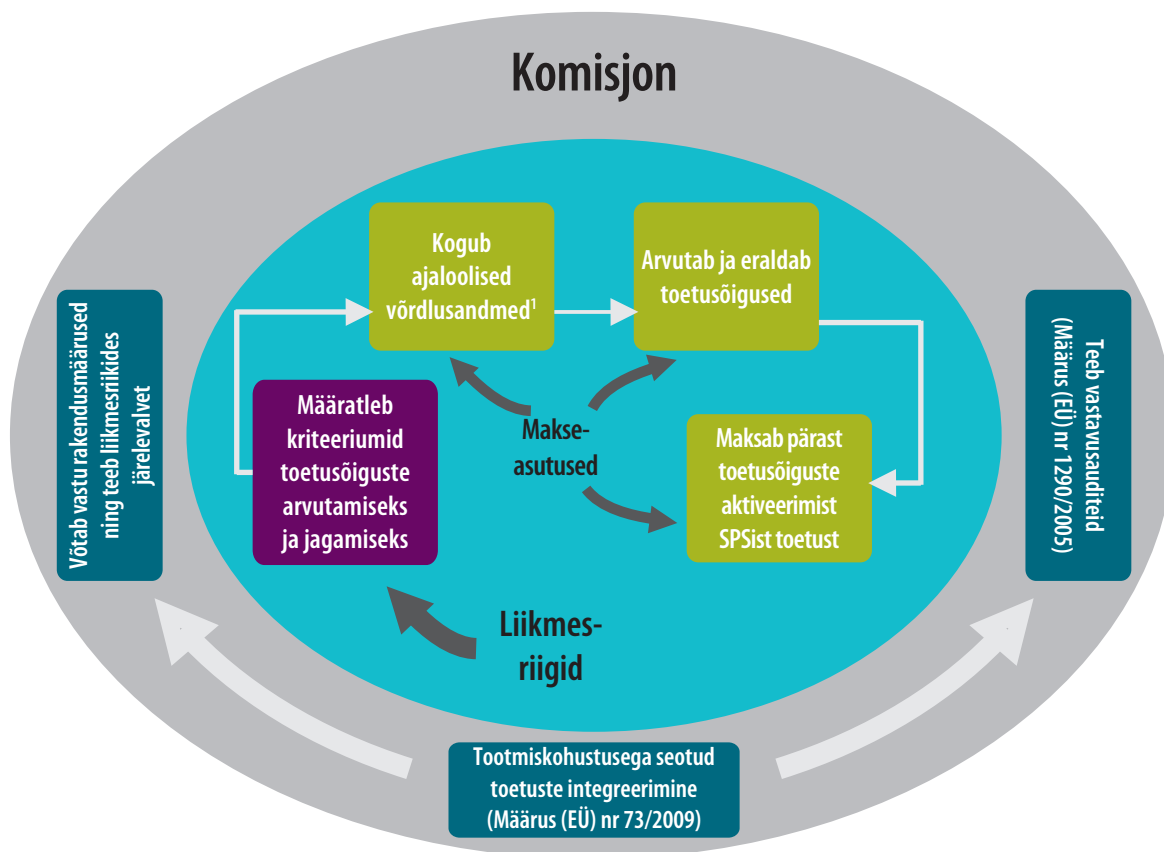 Komisjon
Kogub
ajaloolised
võrdlusandmed¹
Arvutab ja eraldab
toetusõigused
Võtab vastu rakendusmäärused
ning teeb liikmesriikides
järelevalvet
Määratleb
kriteeriumid
toetusõiguste
arvutamiseks
ja jagamiseks
Makse-
asutused
Maksab pärast
toetusõiguste
aktiveerimist
SPSist toetust
Teeb vastavusauditeid
(Määrus (EÜ) nr 1290/2005)
Liikmes-
riigid
Tootmiskohustusega seotud
toetuste integreerimine
(Määrus (EÜ) nr 73/2009)